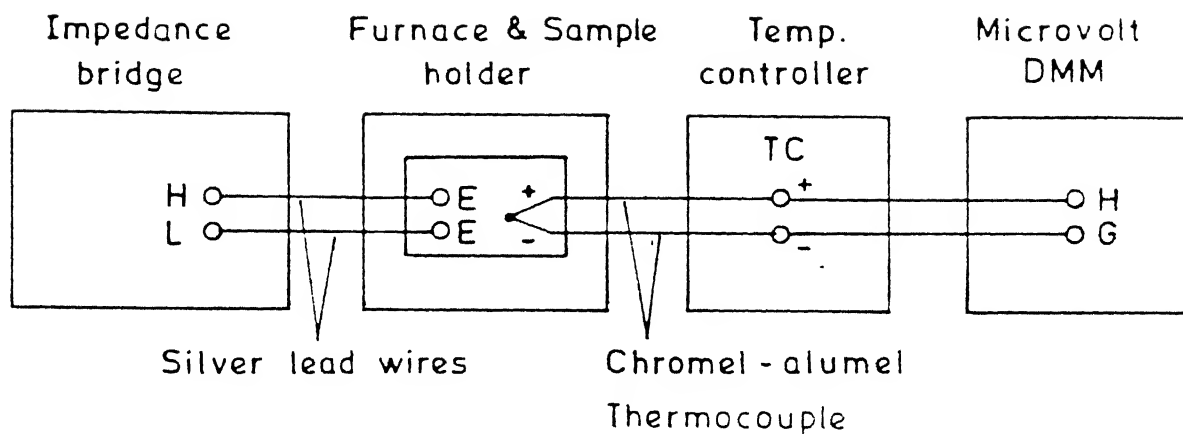 Impedance bridge
Furnace & Sample holder
Temp. controller
Microvolt DMM
TC
H
E
+
+
H
L
E
-
-
G
Silver lead wires
Chromel - alumel
Thermocouple